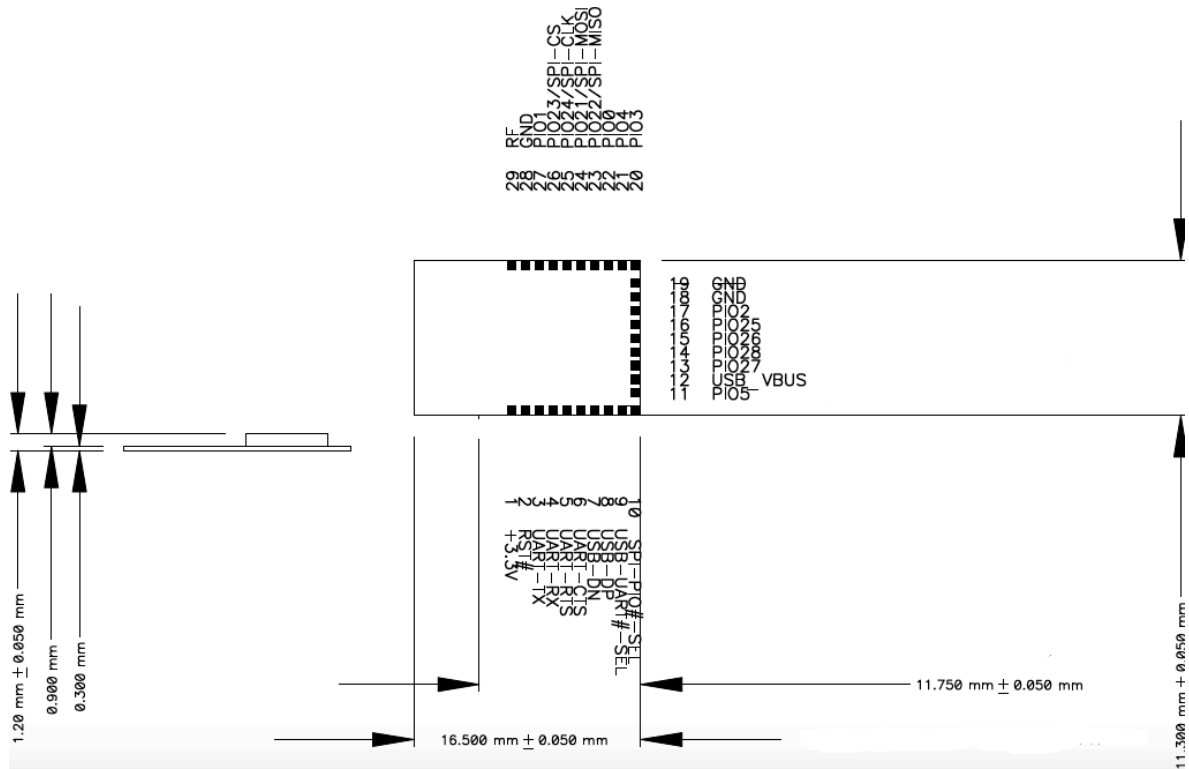 29 RF
28 GND
27 PIO1
26 PIO23/SPI-CS
25 PIO24/SPI-CLK
24 PIO21/SPI-MOSI
23 PIO22/SPI-MISO
22 PIO0
21 PIO4
20 PIO3
19 GND
18 GND
17 PIO2
16 PIO25
15 PIO26
14 PIO28
13 PIO27
12 USB_VBUS
11 PIO5
1 +3.3V
2 RST#
3 UART-TX
4 UART-RX
5 UART-RTS
6 UART-CTS
7 USB-DN
8 USB-DP
9 USB-UART#-SEL
10 SPI-PIO#-SEL
1.20 mm ± 0.050 mm
0.900 mm
0.300 mm
11.750 mm ± 0.050 mm
16.500 mm ± 0.050 mm
11.300 mm ± 0.050 mm